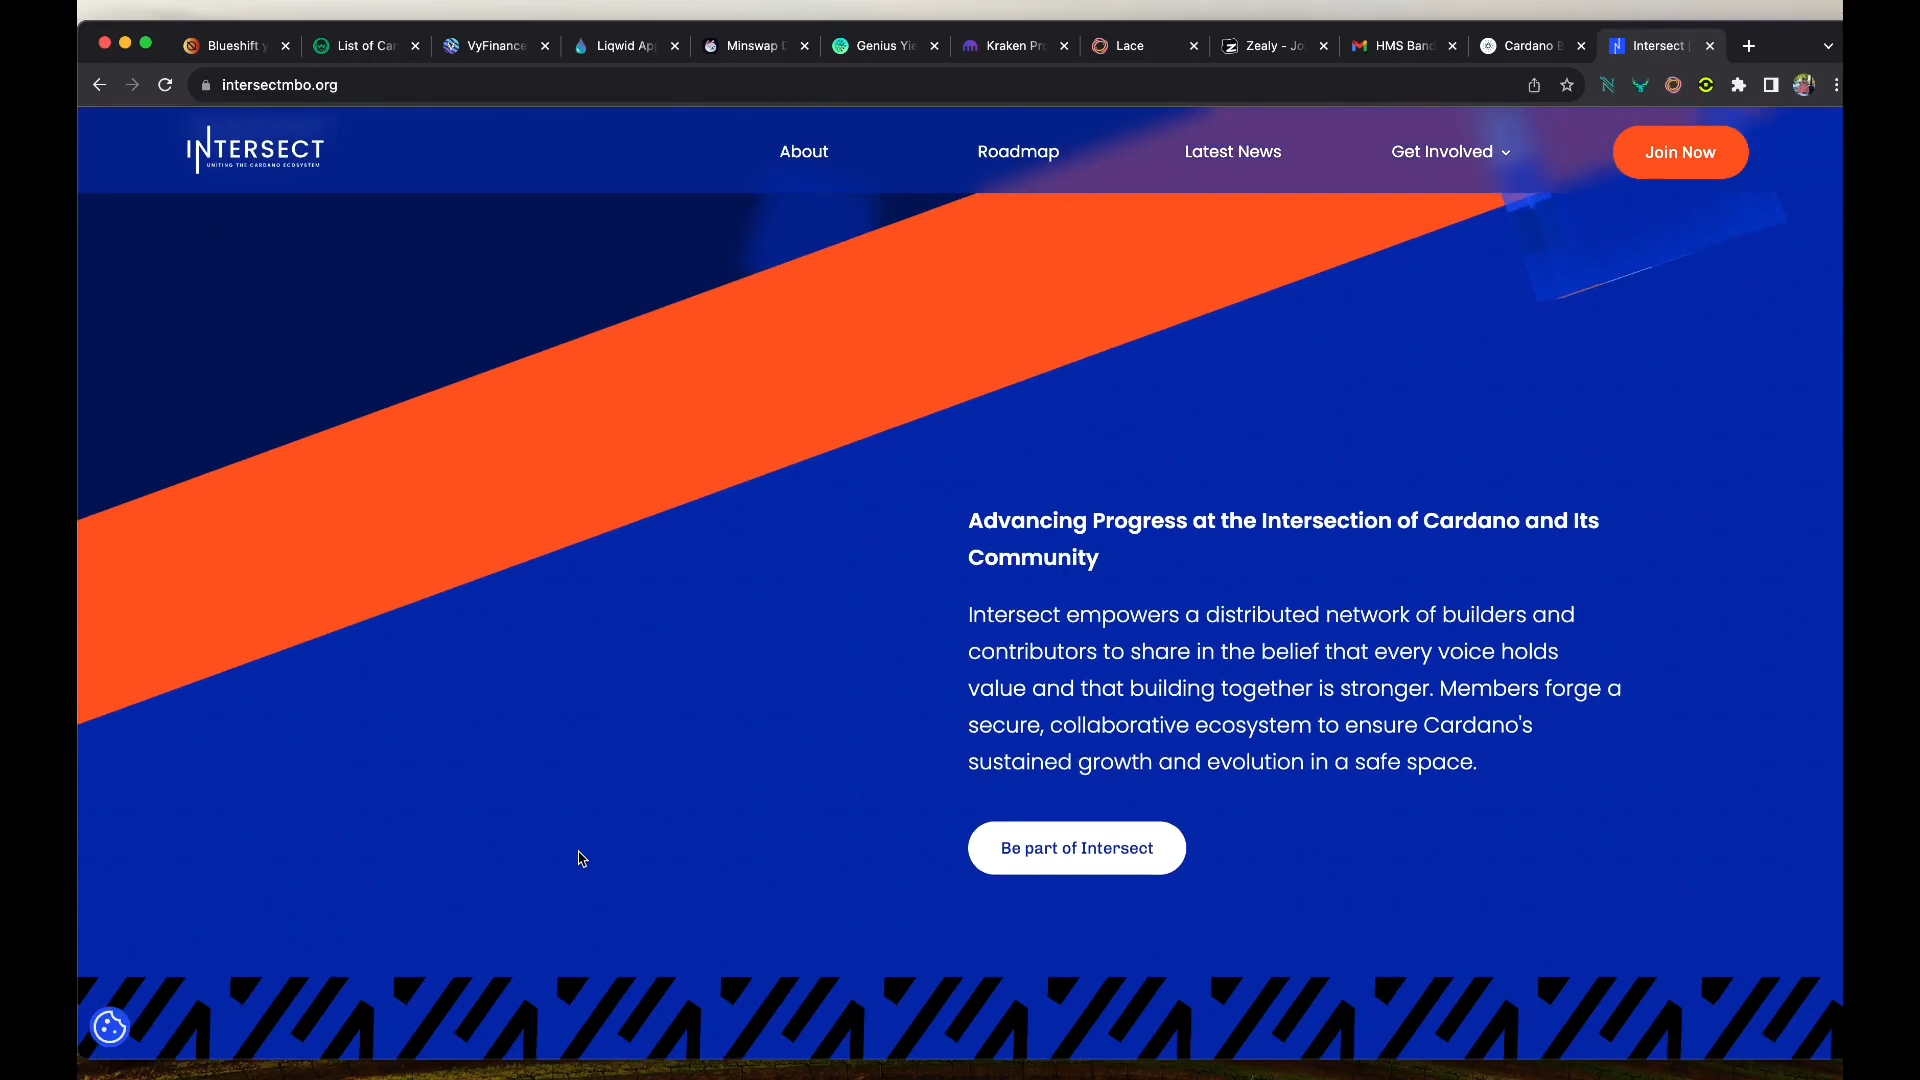 Blueshift y
List of Car
VyFinance
Liqwid Ap
Minswap D
Genius Yie
Kraken Pro
Lace
Zealy - Jo
HMS Band
Cardano B
Intersect
intersectmbo.org
INTERSECT
UNITING THE CARDANO ECOSYSTEM
About
Roadmap
Latest News
Get Involved
Join Now
Advancing Progress at the Intersection of Cardano and Its
Community
Intersect empowers a distributed network of builders and
contributors to share in the belief that every voice holds
value and that building together is stronger. Members forge a
secure, collaborative ecosystem to ensure Cardano's
sustained growth and evolution in a safe space.
Be part of Intersect